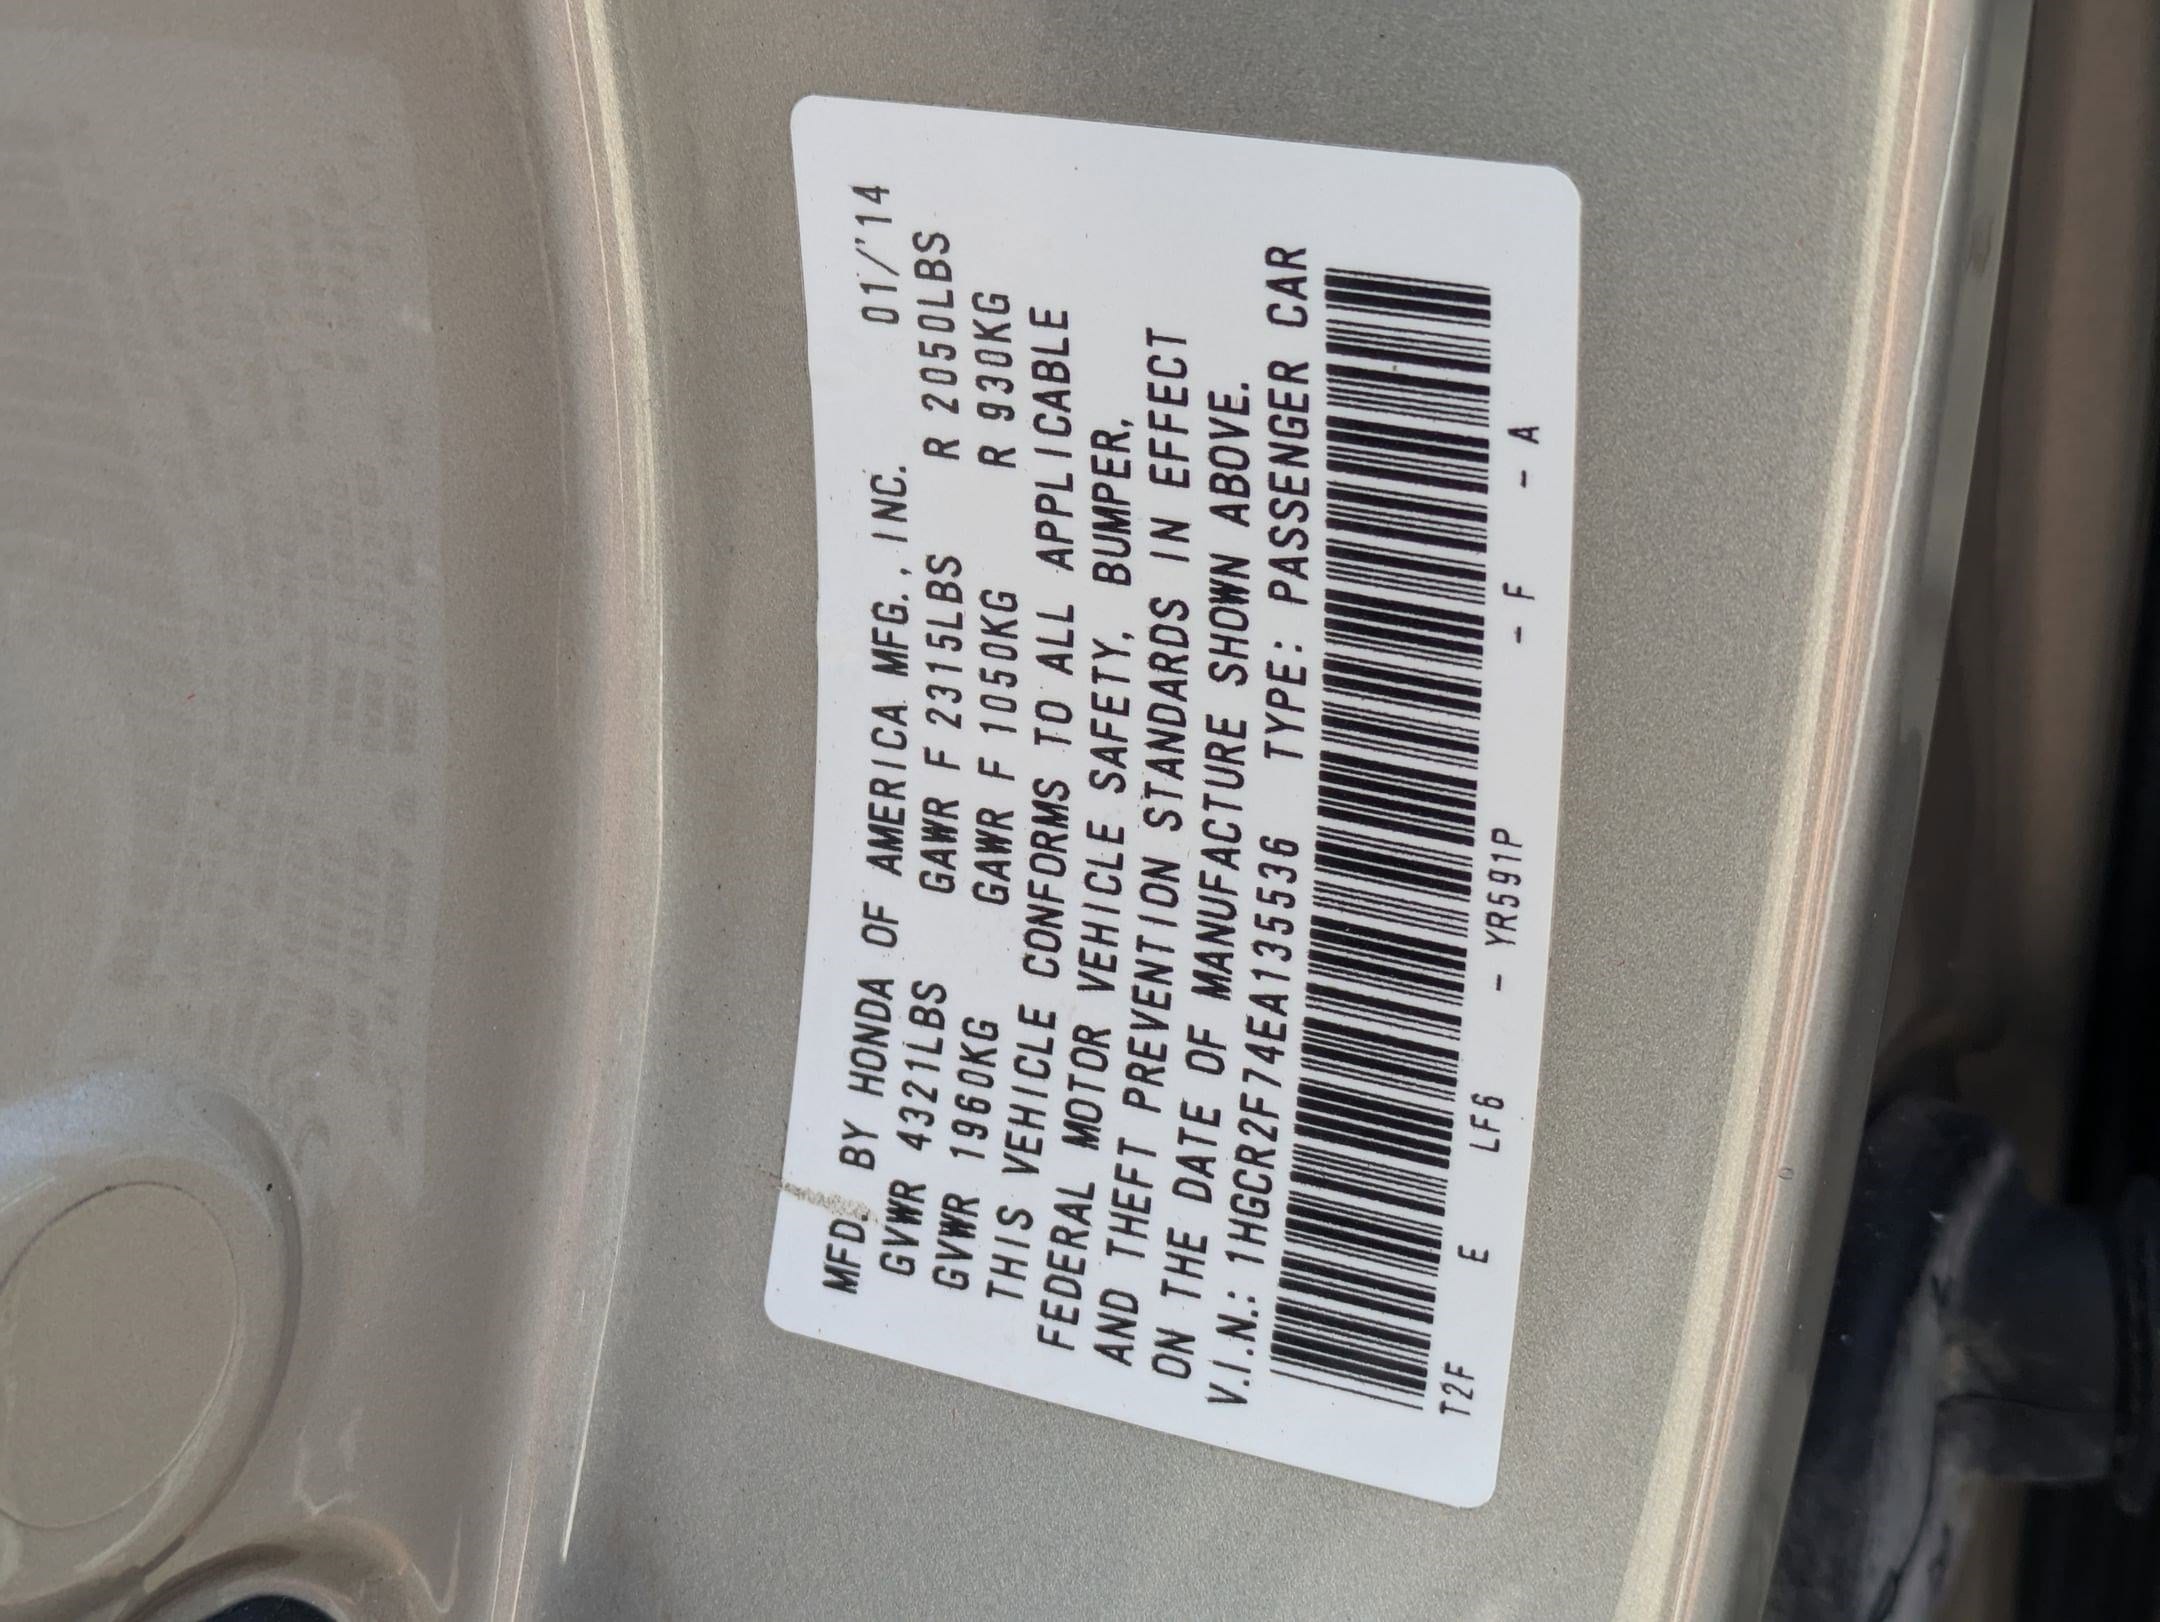 MFD. BY HONDA OF AMERICA MFG., INC. 01/'14
GVWR 4321LBS GAWR F 2315LBS R 2050LBS
GVWR 1960KG GAWR F 1050KG R 930KG
THIS VEHICLE CONFORMS TO ALL APPLICABLE
FEDERAL MOTOR VEHICLE SAFETY, BUMPER,
AND THEFT PREVENTION STANDARDS IN EFFECT
ON THE DATE OF MANUFACTURE SHOWN ABOVE.
V.I.N.: 1HGCR2F74EA135536 TYPE: PASSENGER CAR
T2F E LF6 - YR591P - F - A